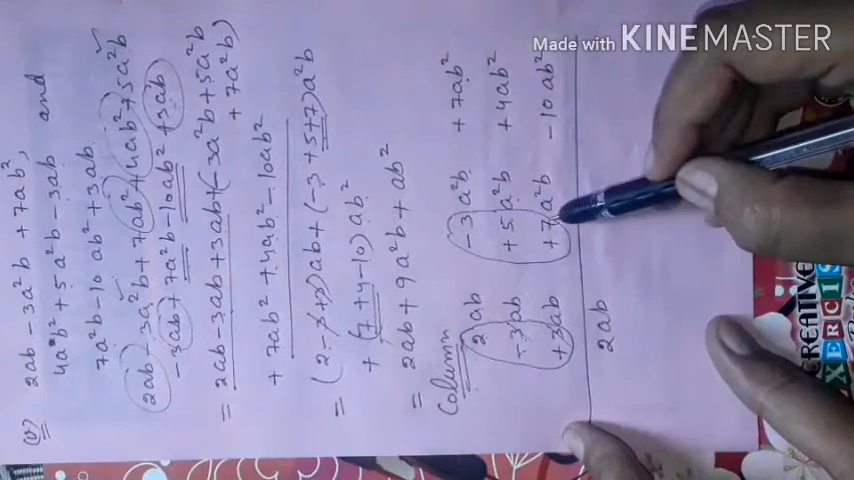 Made with KINEMASTER
(v) 2ab - 3a²b + 7ab²,
4ab² + 5a²b - 3ab and
7a²b - 10ab² + 3ab
2ab - 3a²b + 7ab² + 4ab² + 5a²b
- 3ab + 7a²b - 10ab² + 3ab
= 2ab - 3ab + 3ab + (-3a²b + 5a²b
+ 7a²b)
+ 7ab² + 4ab² - 10ab²
= (2 - 3 + 3)ab + (-3 + 5 + 7)a²b
+ (7 + 4 - 10)ab²
= 2ab + 9a²b + ab²
Column
2ab - 3a²b + 7ab²
- 3ab + 5a²b + 4ab²
+ 3ab + 7a²b - 10ab²
2ab
CREATIVE
EXERCI